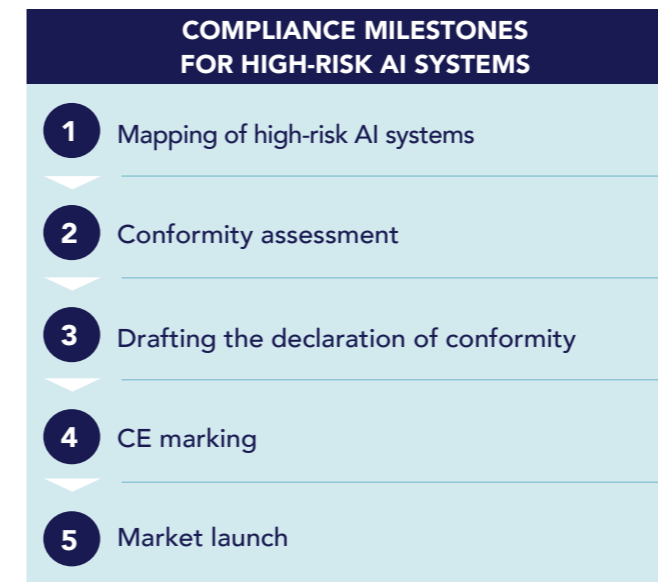 COMPLIANCE MILESTONES
FOR HIGH-RISK AI SYSTEMS
1 Mapping of high-risk AI systems
2 Conformity assessment
3 Drafting the declaration of conformity
4 CE marking
5 Market launch